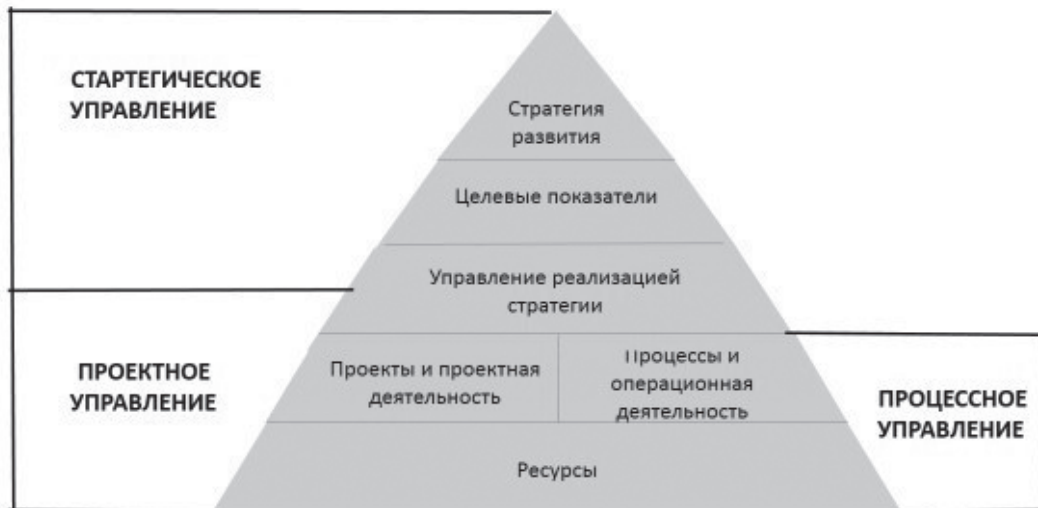 СТАРТЕГИЧЕСКОЕ
УПРАВЛЕНИЕ
Стратегия
развития
Целевые показатели
Управление реализацией
стратегии
ПРОЕКТНОЕ
УПРАВЛЕНИЕ
Проекты и проектная
деятельность
Процессы и
операционная
деятельность
ПРОЦЕССНОЕ
УПРАВЛЕНИЕ
Ресурсы